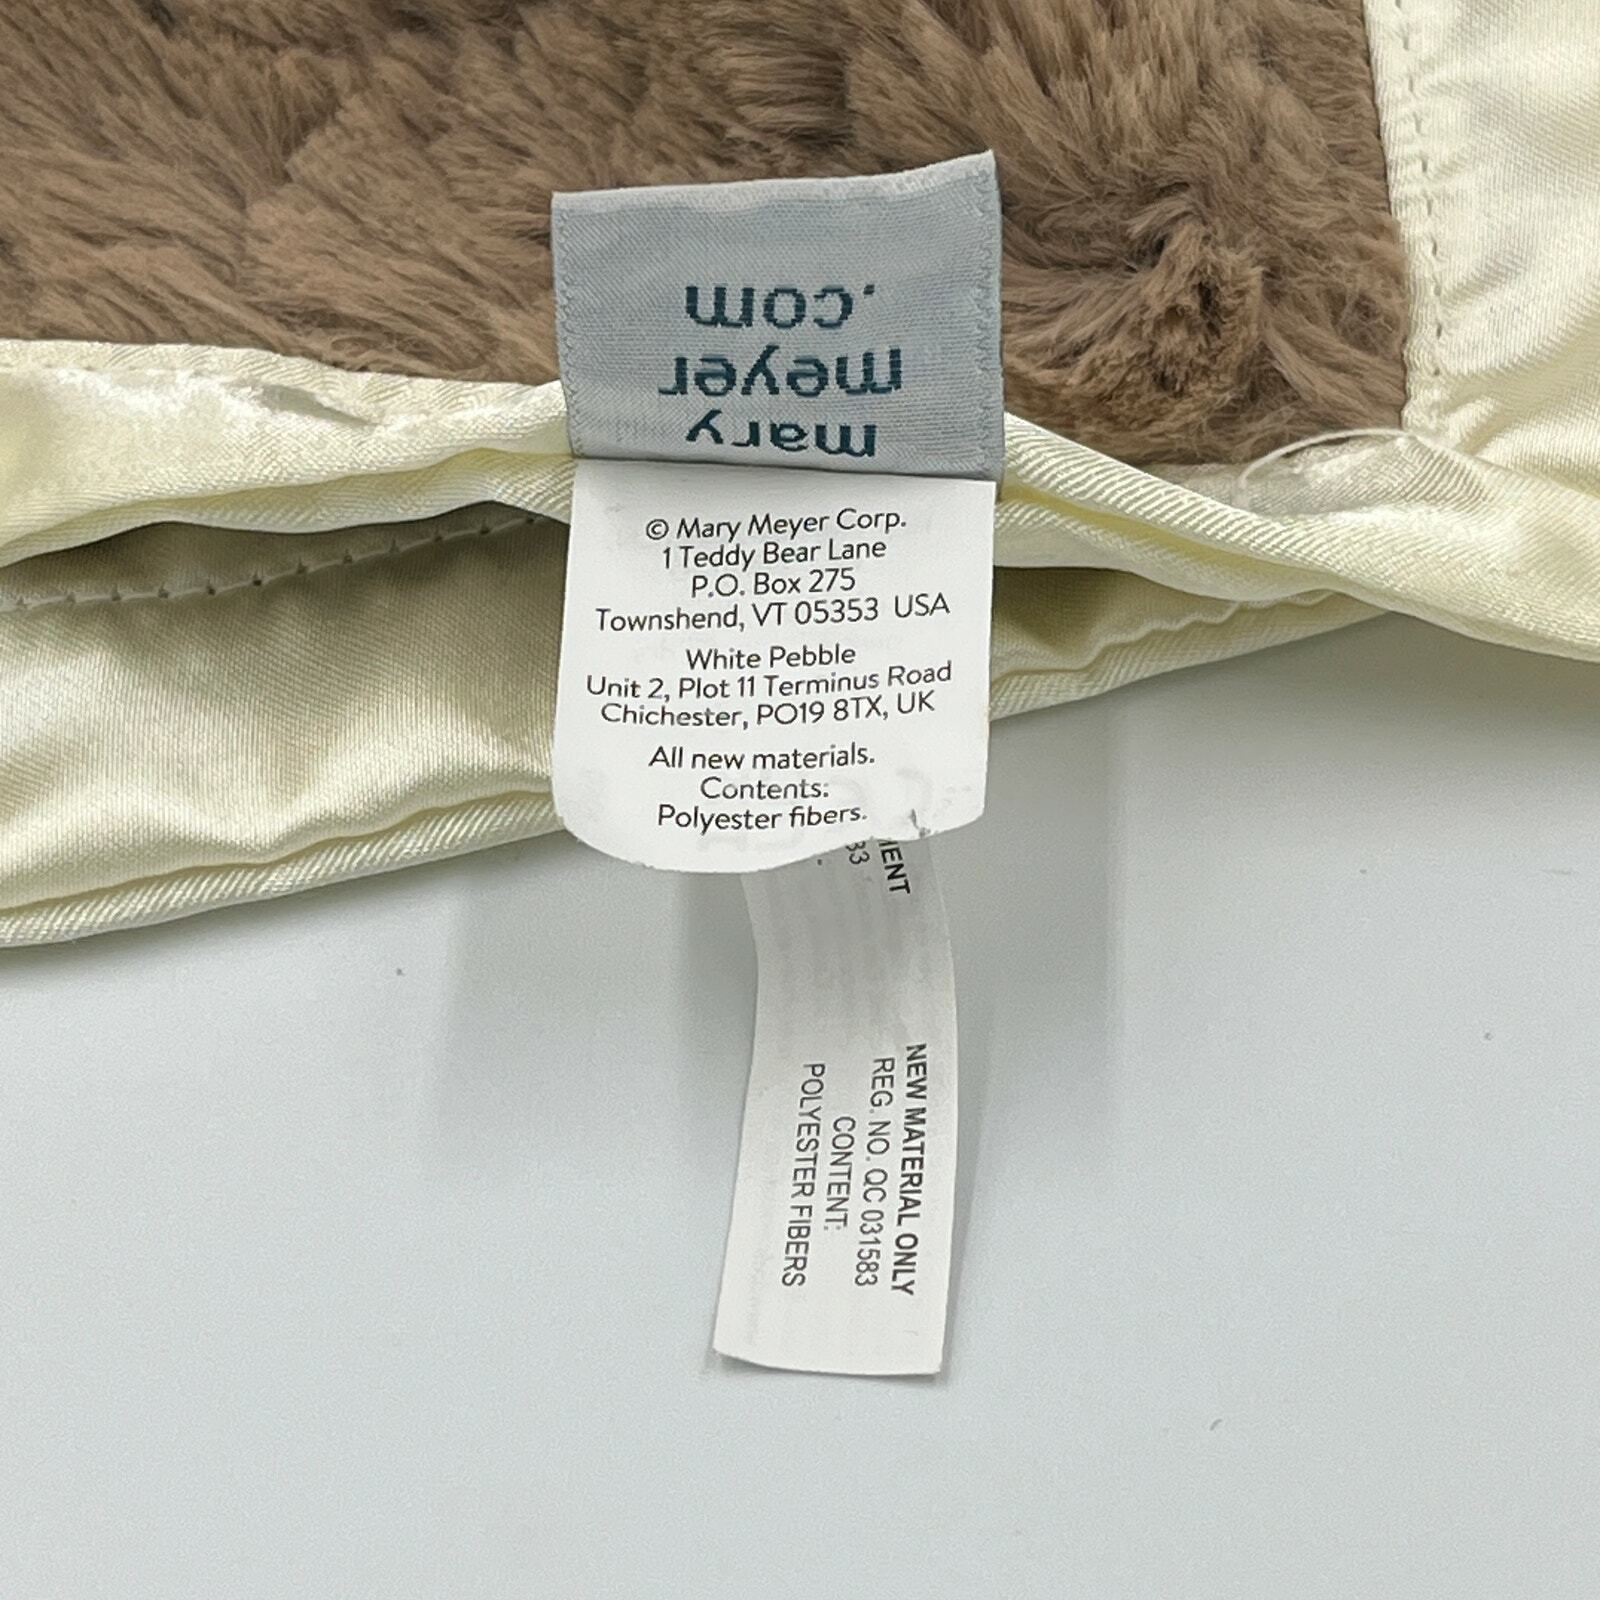 mary
meyer
.com
© Mary Meyer Corp.
1 Teddy Bear Lane
P.O. Box 275
Townshend, VT 05353 USA
White Pebble
Unit 2, Plot 11 Terminus Road
Chichester, PO19 8TX, UK
All new materials.
Contents:
Polyester fibers.
NEW MATERIAL ONLY
REG. NO. QC 031583
CONTENT:
POLYESTER FIBERS